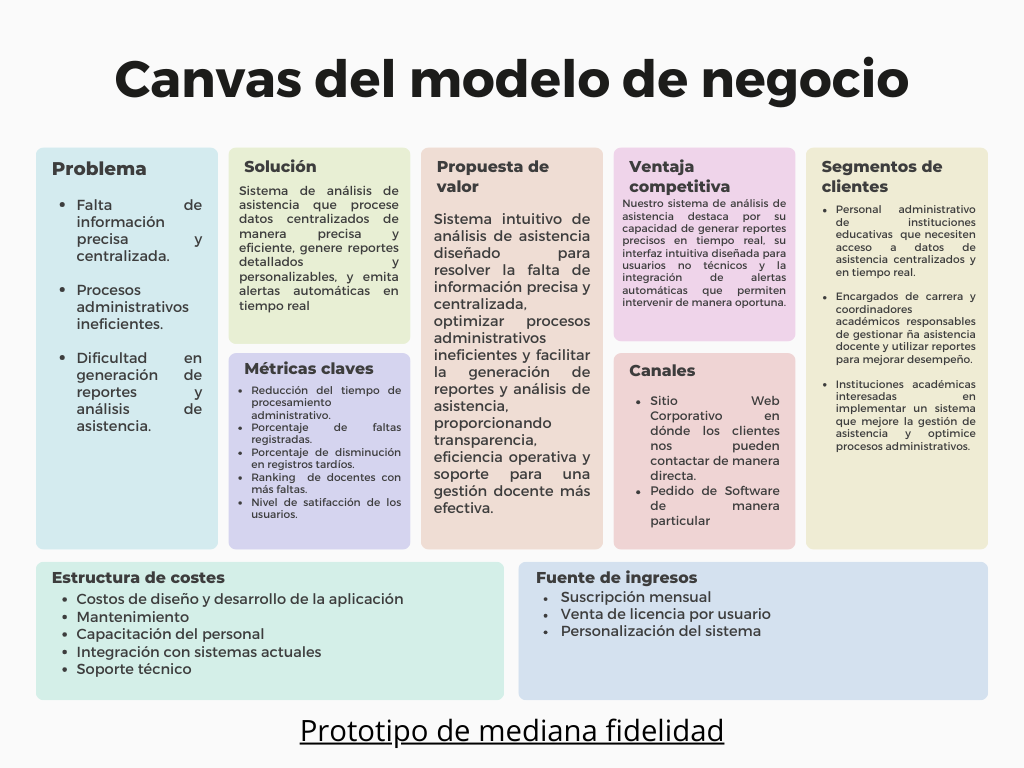 Canvas del modelo de negocio
Problema
• Falta de
información
precisa y
centralizada.
• Procesos
administrativos
ineficientes.
• Dificultad en
generación de
reportes y
análisis de
asistencia.
Solución
Sistema de análisis de
asistencia que procese
datos centralizados de
manera precisa y
eficiente, genere reportes
detallados y
personalizables, y emita
alertas automáticas en
tiempo real
Métricas claves
• Reducción del tiempo de
procesamiento
administrativo.
• Porcentaje de faltas
registradas.
• Porcentaje de disminución
en registros tardíos.
• Ranking de docentes con
más faltas.
• Nivel de satifacción de los
usuarios.
Propuesta de
valor
Sistema intuitivo de
análisis de asistencia
diseñado para
resolver la falta de
información precisa y
centralizada,
optimizar procesos
administrativos
ineficientes y facilitar
la generación de
reportes y análisis de
asistencia,
proporcionando
transparencia,
eficiencia operativa y
soporte para una
gestión docente más
efectiva.
Ventaja
competitiva
Nuestro sistema de análisis de
asistencia destaca por su
capacidad de generar reportes
precisos en tiempo real, su
interfaz intuitiva diseñada para
usuarios no técnicos y la
integración de alertas
automáticas que permiten
intervenir de manera oportuna.
Canales
• Sitio Web
Corporativo en
dónde los clientes
nos pueden
contactar de manera
directa.
• Pedido de Software
de manera
particular
Segmentos de
clientes
• Personal administrativo
de instituciones
educativas que necesiten
acceso a datos de
asistencia centralizados y
en tiempo real.
• Encargados de carrera y
coordinadores
académicos responsables
de gestionar ña asistencia
docente y utilizar reportes
para mejorar desempeño.
• Instituciones académicas
interesadas en
implementar un sistema
que mejore la gestión de
asistencia y optimice
procesos administrativos.
Estructura de costes
• Costos de diseño y desarrollo de la aplicación
• Mantenimiento
• Capacitación del personal
• Integración con sistemas actuales
• Soporte técnico
Fuente de ingresos
• Suscripción mensual
• Venta de licencia por usuario
• Personalización del sistema
Prototipo de mediana fidelidad